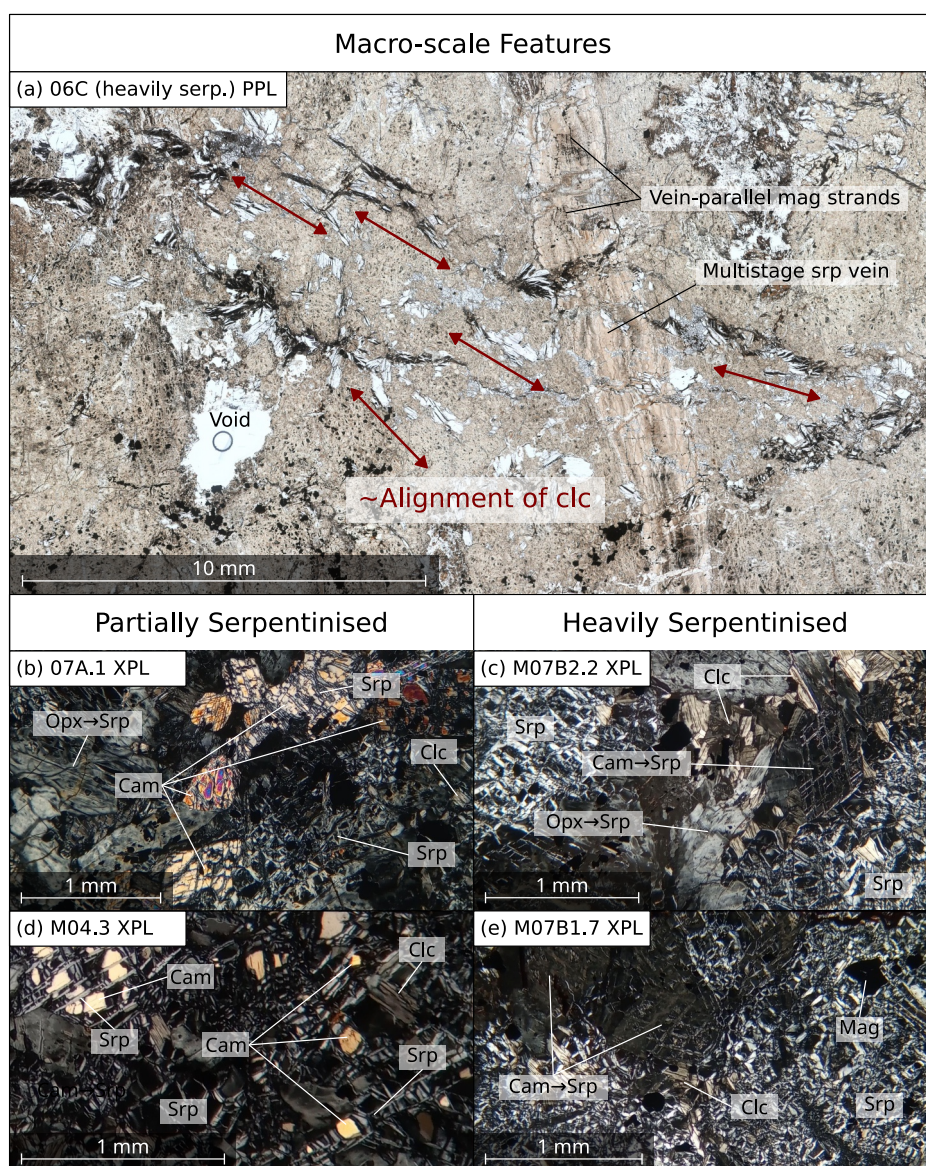 Macro-scale Features
(a) 06C (heavily serp.) PPL
Vein-parallel mag strands
Multistage srp vein
Void
~Alignment of clc
10 mm
Partially Serpentinised
Heavily Serpentinised
(b) 07A.1 XPL
Srp
Opx→Srp
Clc
Cam
Srp
1 mm
(c) M07B2.2 XPL
Clc
Srp
Cam→Srp
Opx→Srp
Srp
1 mm
(d) M04.3 XPL
Clc
Cam
Srp
Cam
Srp
Cam→Srp
Srp
1 mm
(e) M07B1.7 XPL
Mag
Cam→Srp
Clc
Srp
1 mm